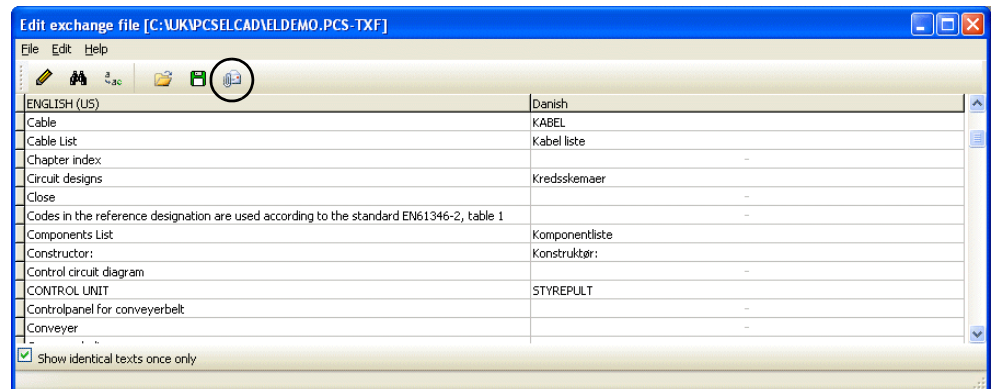 Edit exchange file [C:\UK\PCSELCAD\ELDEMO.PCS-TXF]
File Edit Help
ENGLISH (US) Danish
Cable KABEL
Cable List Kabel liste
Chapter index -
Circuit designs Kredsskemaer
Close -
Codes in the reference designation are used according to the standard EN61346-2, table 1 -
Components List Komponentliste
Constructor: Konstruktør:
Control circuit diagram -
CONTROL UNIT STYREPULT
Controlpanel for conveyerbelt -
Conveyer -
Show identical texts once only